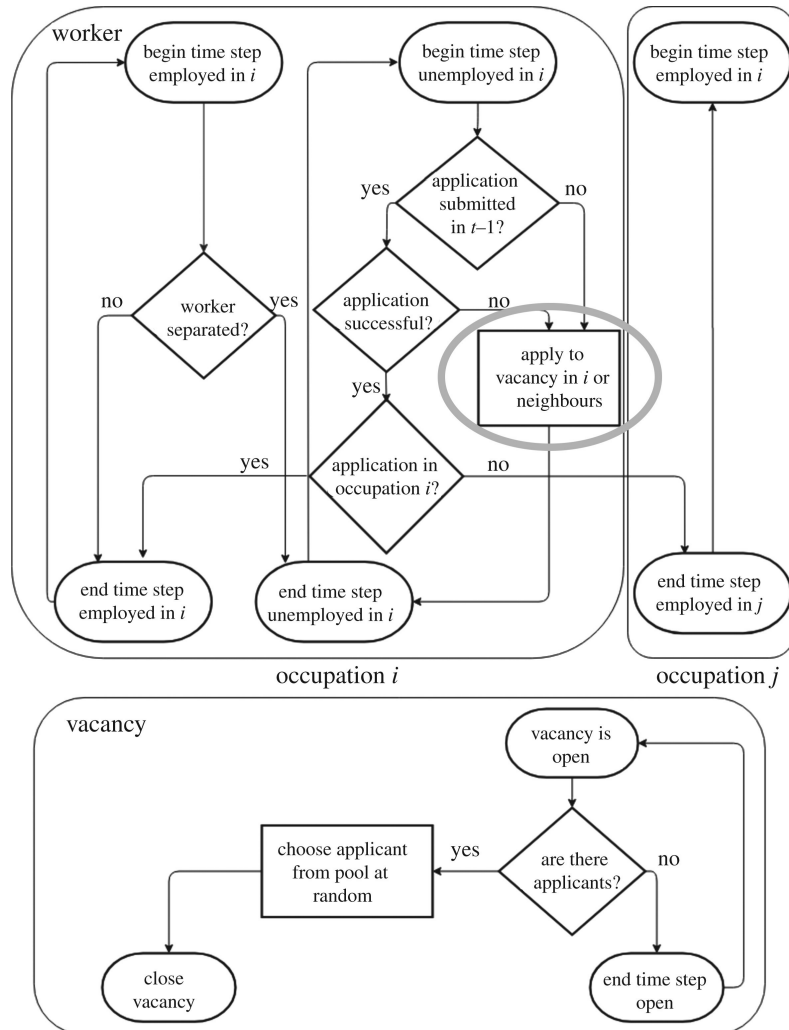 worker
begin time step
employed in i
begin time step
unemployed in i
begin time step
employed in i
application
submitted
in t–1?
yes
no
worker
separated?
no
yes
application
successful?
no
yes
apply to
vacancy in i or
neighbours
application in
occupation i?
yes
no
end time step
employed in i
end time step
unemployed in i
end time step
employed in j
occupation i
occupation j
vacancy
vacancy is
open
are there
applicants?
yes
no
choose applicant
from pool at
random
close
vacancy
end time step
open